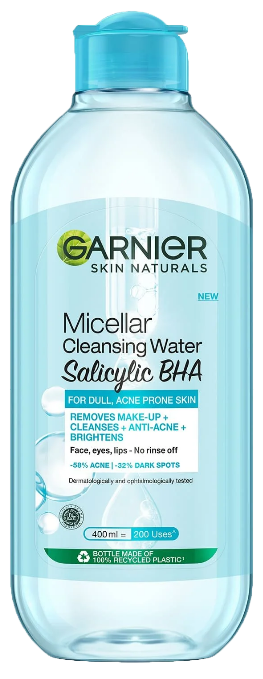 GARNIER
SKIN NATURALS
NEW
Micellar
Cleansing Water
Salicylic BHA
FOR DULL, ACNE PRONE SKIN
REMOVES MAKE-UP +
CLEANSES + ANTI-ACNE +
BRIGHTENS
Face, eyes, lips - No rinse off
-58% ACNE | -32% DARK SPOTS
Dermatologically and ophtalmologically tested
400 ml = 200 Uses*
BOTTLE MADE OF
100% RECYCLED PLASTIC¹